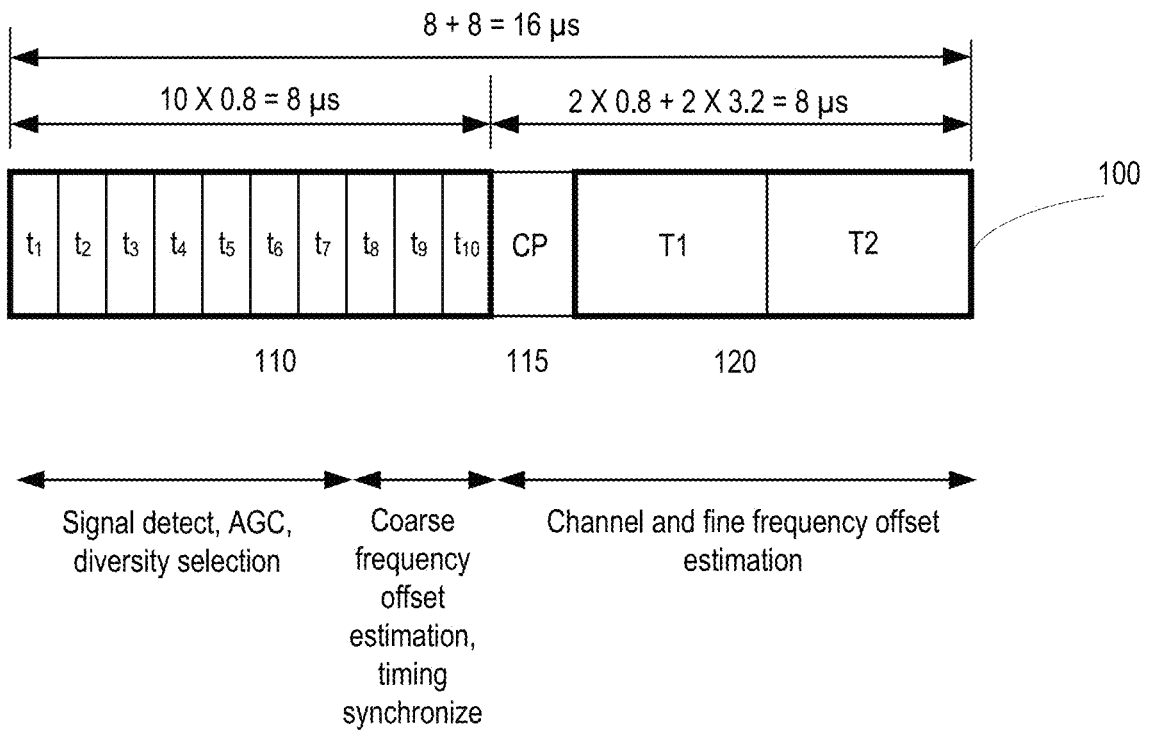 8 + 8 = 16 µs
10 X 0.8 = 8 µs
2 X 0.8 + 2 X 3.2 = 8 µs
100
t1 t2 t3 t4 t5 t6 t7 t8 t9 t10 CP T1 T2
110 115 120
Signal detect, AGC,
diversity selection
Coarse
frequency
offset
estimation,
timing
synchronize
Channel and fine frequency offset
estimation